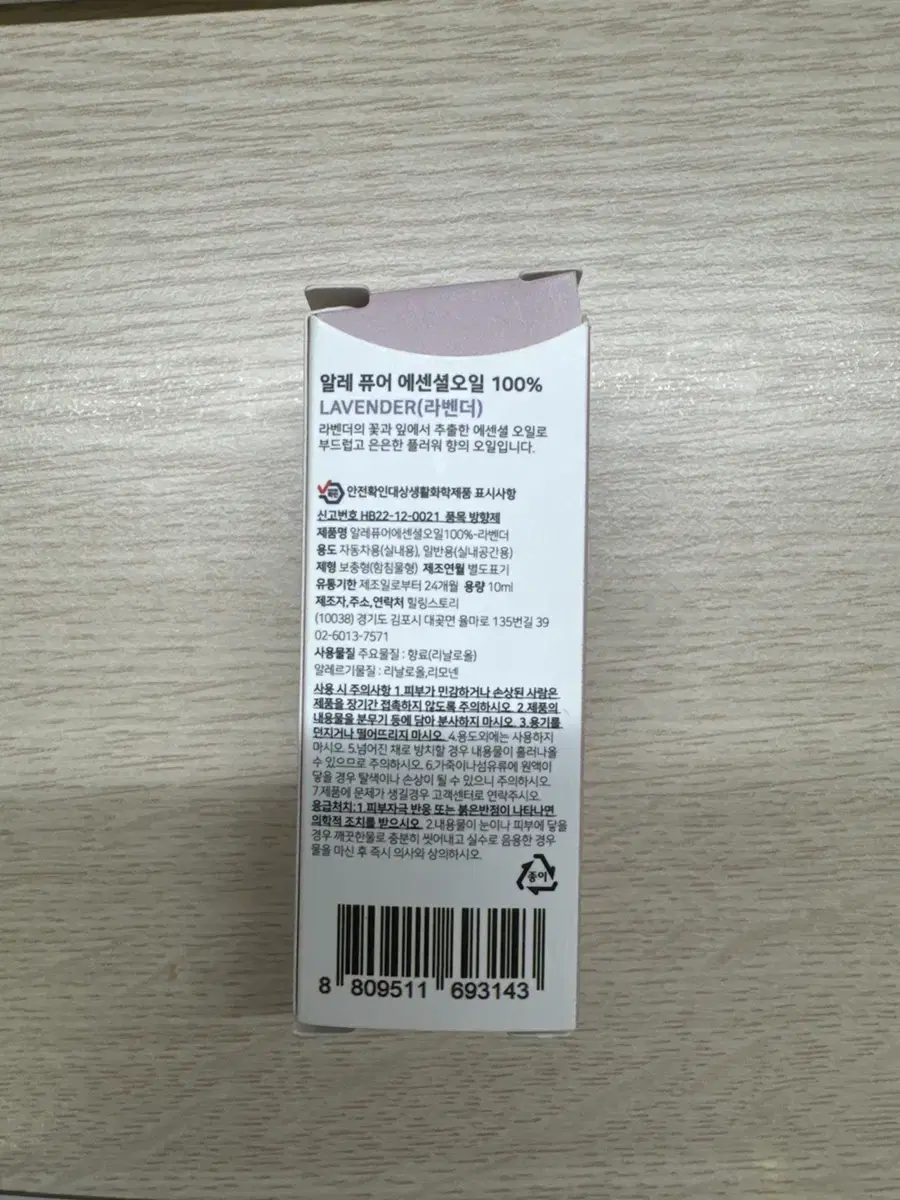 알레 퓨어 에센셜오일 100%
LAVENDER(라벤더)
라벤더의 꽃과 잎에서 추출한 에센셜 오일로
부드럽고 은은한 플러워 향의 오일입니다.
안전확인대상생활화학제품 표시사항
신고번호 HB22-12-0021 품목 방향제
제품명 알레퓨어에센셜오일100%-라벤더
용도 자동차용(실내용), 일반용(실내공간용)
제형 보충형(함침물형) 제조연월 별도표기
유통기한 제조일로부터 24개월 용량 10ml
제조자,주소,연락처 힐링스토리
(10038) 경기도 김포시 대곶면 율마로 135번길 39
02-6013-7571
사용물질 주요물질 : 향료(리날로올)
알레르기물질 : 리날로올,리모넨
사용 시 주의사항 1.피부가 민감하거나 손상된 사람은
제품을 장기간 접촉하지 않도록 주의하시오. 2.제품의
내용물을 분무기 등에 담아 분사하지 마시오. 3.용기를
던지거나 떨어뜨리지 마시오. 4.용도외에는 사용하지
마시오. 5.넘어진 채로 방치할 경우 내용물이 흘러나올
수 있으므로 주의하시오. 6.가죽이나섬유류에 원액이
닿을 경우 탈색이나 손상이 될 수 있으니 주의하시오.
7.제품에 문제가 생길경우 고객센터로 연락주시오.
응급처치:1.피부자극 반응 또는 붉은반점이 나타나면
의학적 조치를 받으시오. 2.내용물이 눈이나 피부에 닿을
경우 깨끗한물로 충분히 씻어내고 실수로 음용한 경우
물을 마신 후 즉시 의사와 상의하시오.
종이
8 809511 693143